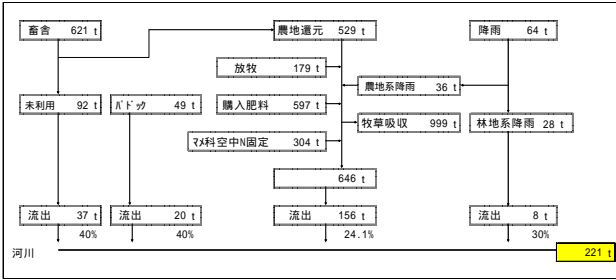 畜舎 621 t 農地還元 529 t 降雨 64 t
放牧 179 t
農地系降雨 36 t
未利用 92 t ﾊﾟﾄﾞｯｸ 49 t 購入肥料 597 t
牧草吸収 999 t 林地系降雨 28 t
ﾏﾒ科空中N固定 304 t
646 t
流出 37 t 流出 20 t 流出 156 t 流出 8 t
40% 40% 24.1% 30%
河川 221 t